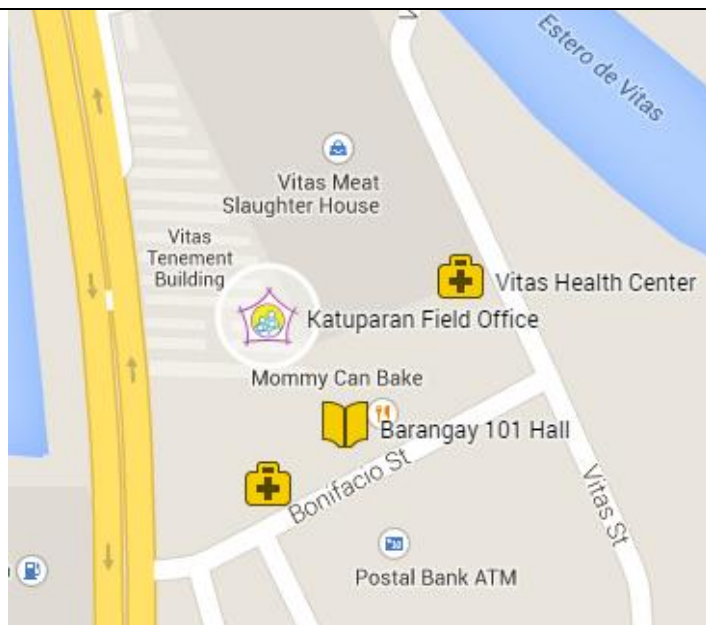 Estero de Vitas
Vitas Meat
Slaughter House
Vitas
Tenement
Building
Vitas Health Center
Katuparan Field Office
Mommy Can Bake
Barangay 101 Hall
Bonifacio St
Vitas St
Postal Bank ATM